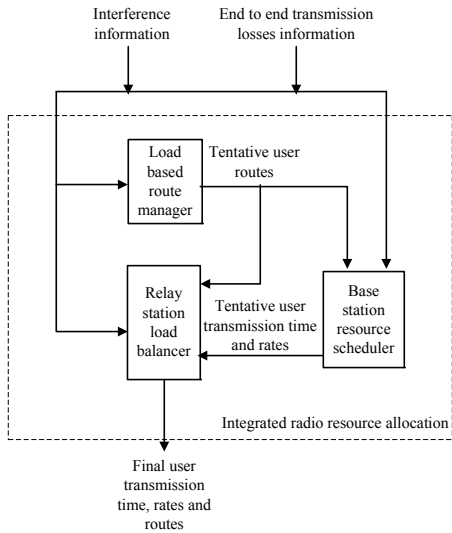 Interference
information
End to end transmission
losses information
Load
based
route
manager
Tentative user
routes
Relay
station
load
balancer
Tentative user
transmission time
and rates
Base
station
resource
scheduler
Integrated radio resource allocation
Final user
transmission
time, rates and
routes